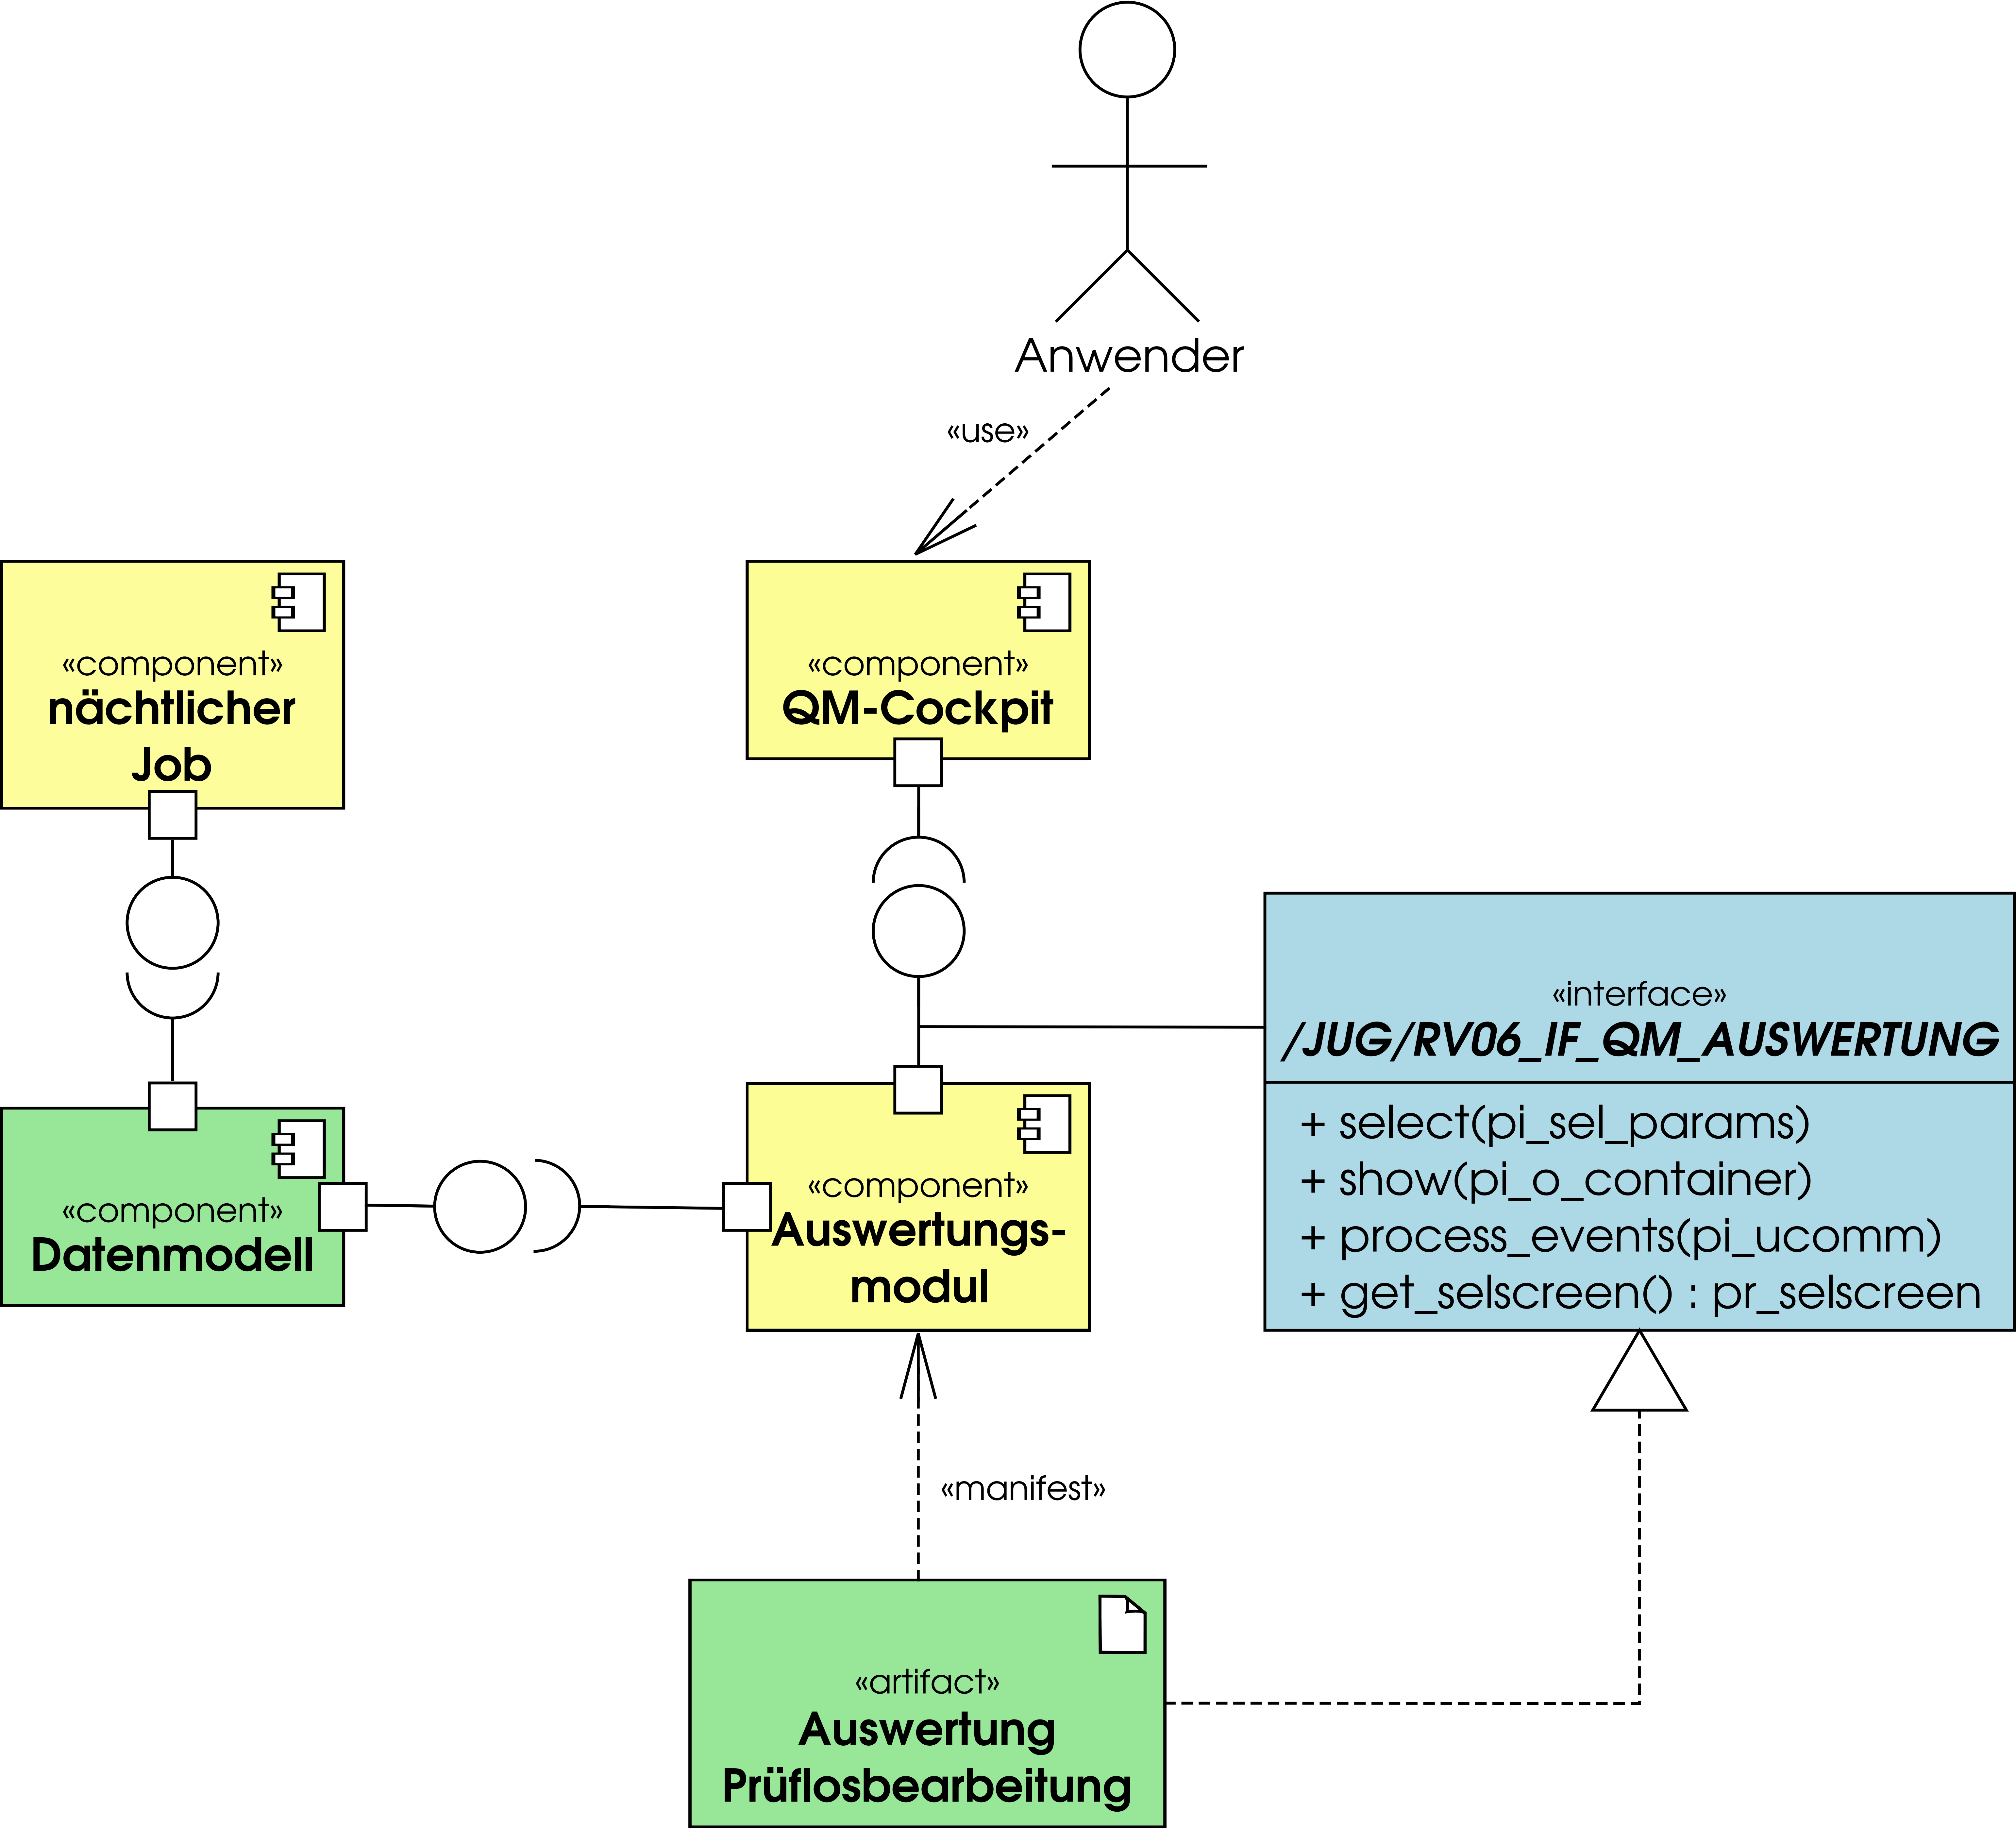 Anwender
«use»
«component»
nächtlicher
Job
«component»
QM-Cockpit
«interface»
/JUG/RV06_IF_QM_AUSWERTUNG
+ select(pi_sel_params)
+ show(pi_o_container)
+ process_events(pi_ucomm)
+ get_selscreen() : pr_selscreen
«component»
Datenmodell
«component»
Auswertungs-
modul
«manifest»
«artifact»
Auswertung
Prüflosbearbeitung